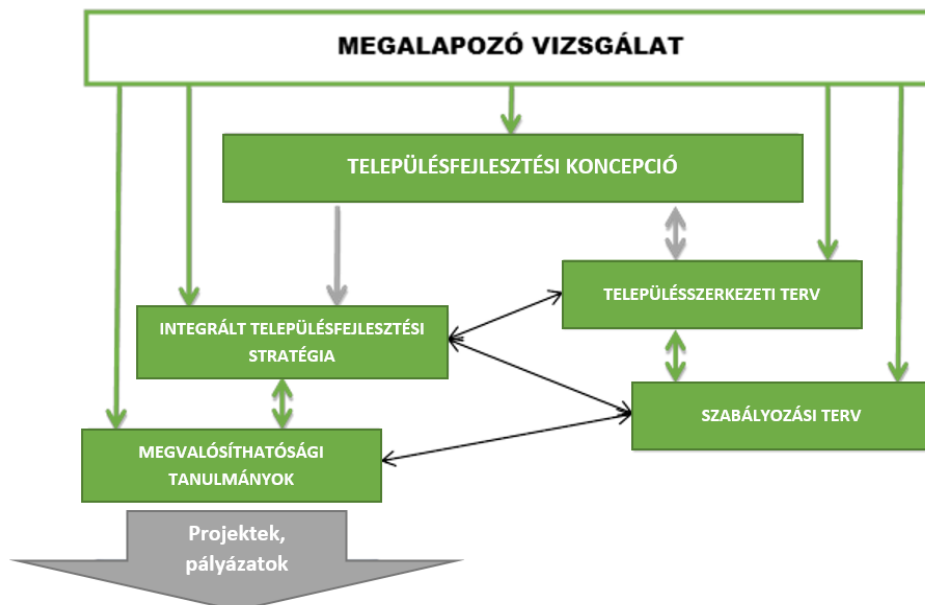 MEGALAPOZÓ VIZSGÁLAT
TELEPÜLÉSFEJLESZTÉSI KONCEPCIÓ
TELEPÜLÉSSZERKEZETI TERV
INTEGRÁLT TELEPÜLÉSFEJLESZTÉSI
STRATÉGIA
SZABÁLYOZÁSI TERV
MEGVALÓSÍTHATÓSÁGI
TANULMÁNYOK
Projektek,
pályázatok